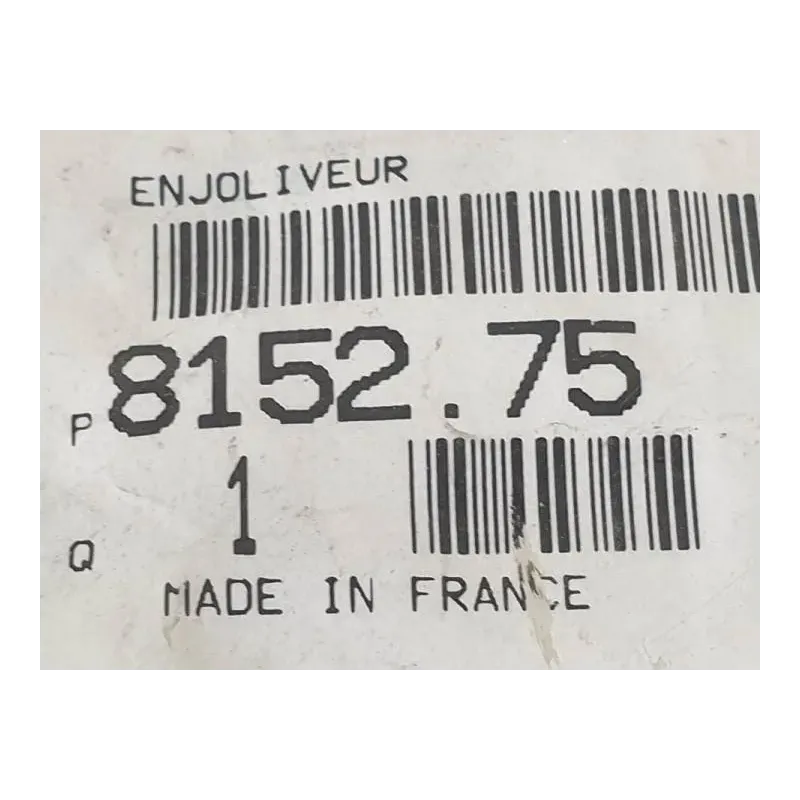 ENJOLIVEUR
P 8152.75
Q 1
MADE IN FRANCE